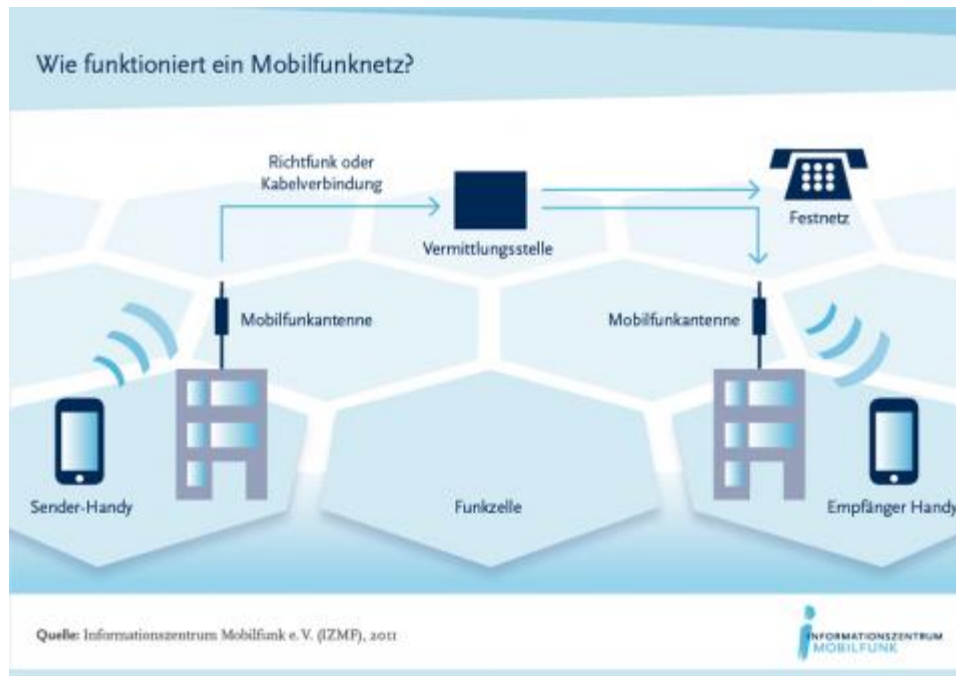 Wie funktioniert ein Mobilfunknetz?
Richtfunk oder
Kabelverbindung
Vermittlungsstelle
Festnetz
Mobilfunkantenne
Mobilfunkantenne
Sender-Handy
Funkzelle
Empfänger Handy
Quelle: Informationszentrum Mobilfunk e. V. (IZMF), 2011
INFORMATIONSZENTRUM
MOBILFUNK